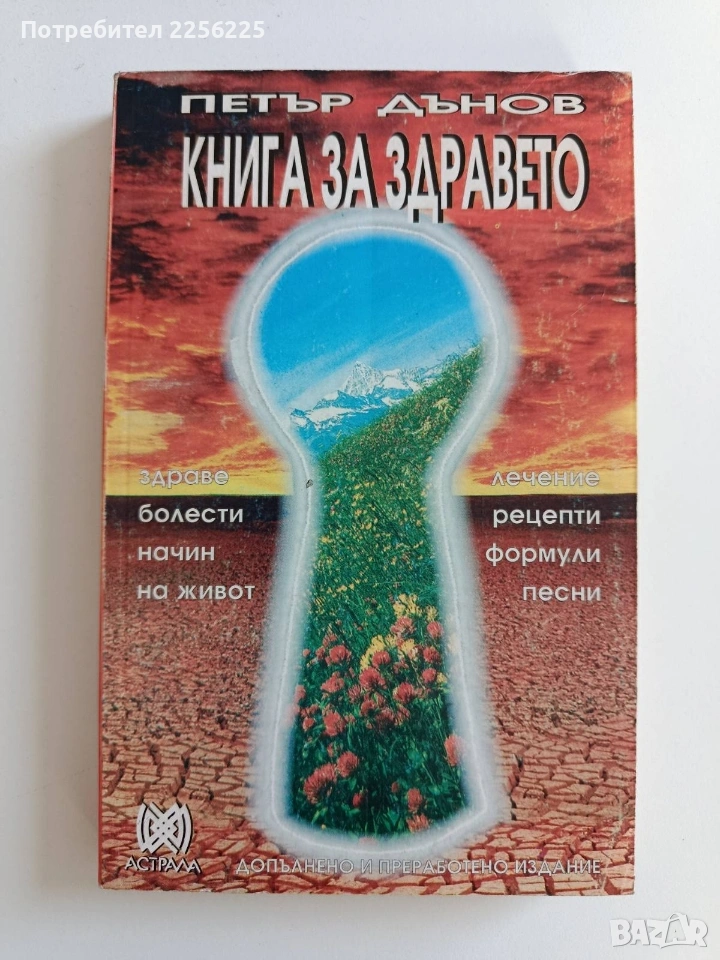 Потребител 2256225
ПЕТЪР ДЪНОВ
КНИГА ЗА ЗДРАВЕТО
здраве
болести
начин
на живот
лечение
рецепти
формули
песни
АСТРАЛА
ДОПЪЛНЕНО И ПРЕРАБОТЕНО ИЗДАНИЕ
BAZAR